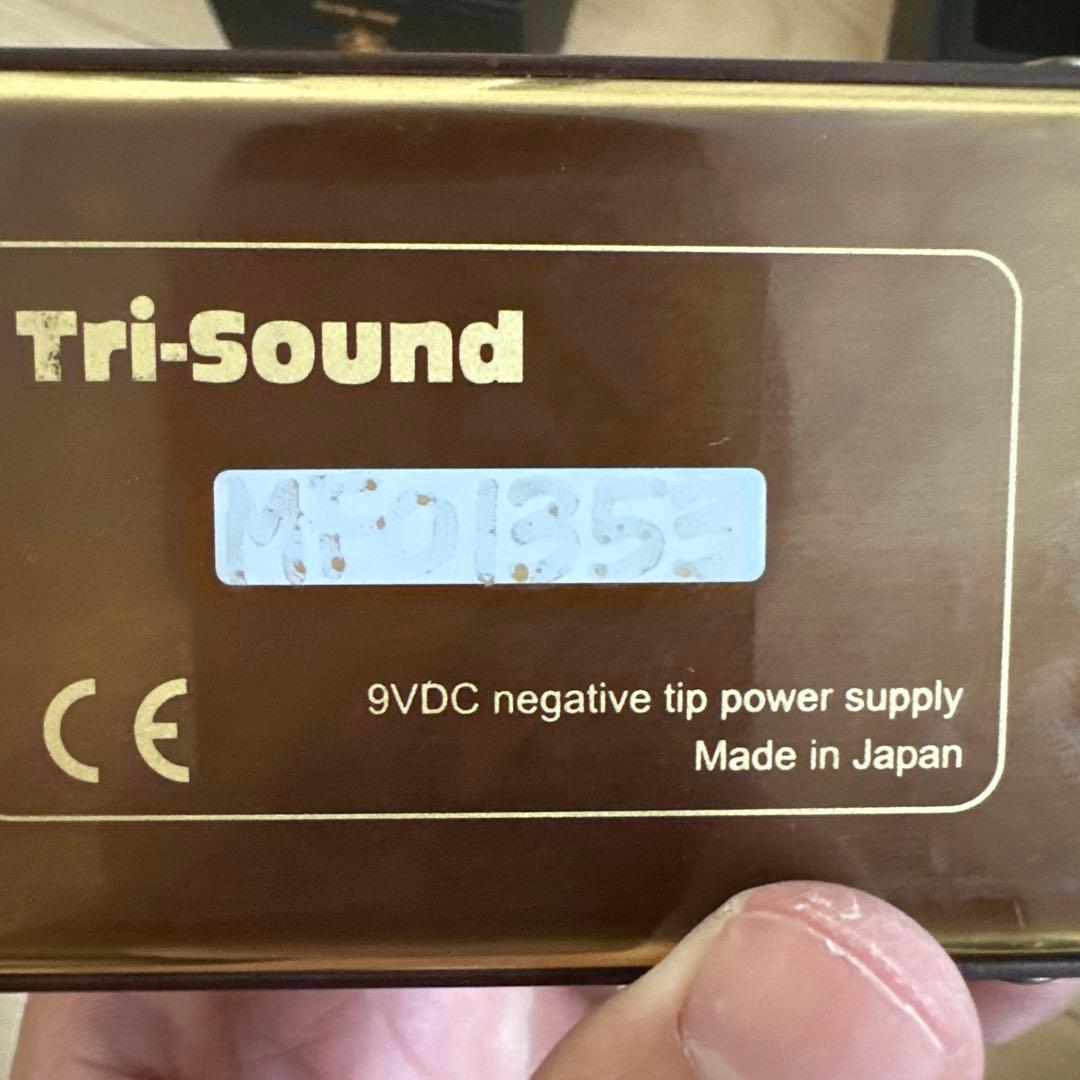 Tri-Sound
CE
9VDC negative tip power supply
Made in Japan